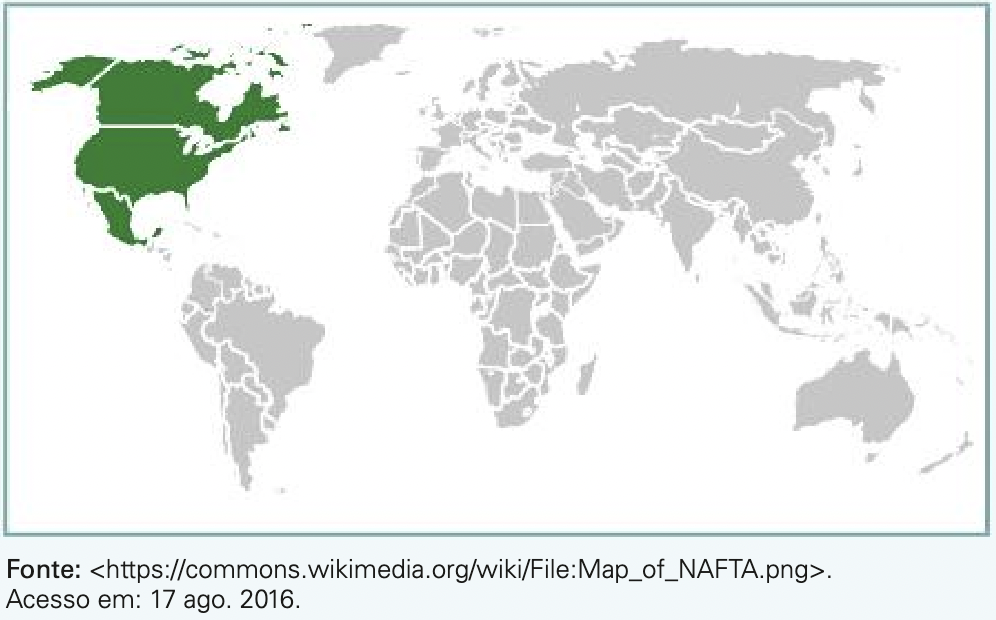 Fonte: <https://commons.wikimedia.org/wiki/File:Map_of_NAFTA.png>.
Acesso em: 17 ago. 2016.